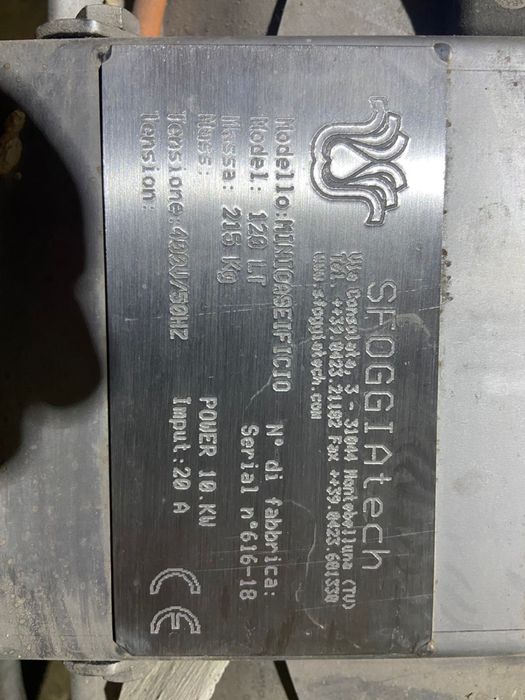 SFOGGIAtech
Via Consolata, 3 - 31044 Montebelluna (TV)
Tel. ++39.0423.21182 Fax ++39.0423.601330
www.sfoggiatech.com
Modello:MINICASEIFICIO N° di fabbrica:
Model: 120 LT Serial n°616-18
Massa: 215 Kg
Mass:
Tensione:400V/50HZ POWER 10.KW
Tension: Imput:20 A
CE